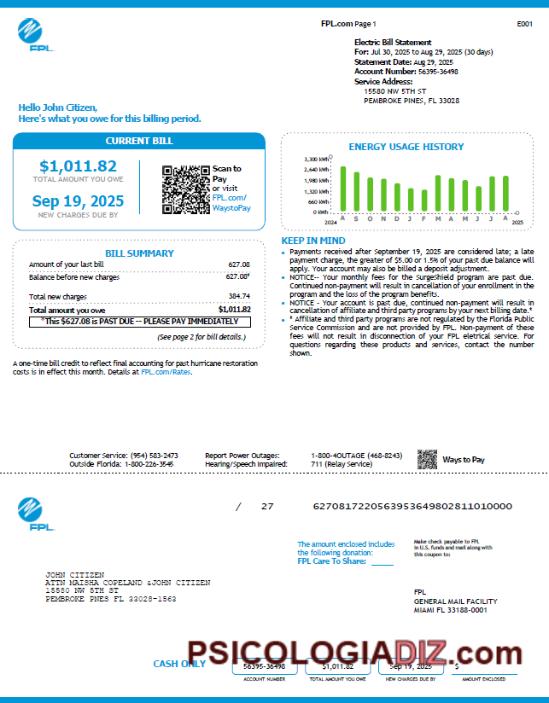 FPL.com Page 1
E001
FPL
Electric Bill Statement
For: Jul 30, 2025 to Aug 29, 2025 (30 days)
Statement Date: Aug 29, 2025
Account Number: 56395-36498
Service Address:
15580 NW 5TH ST
PEMBROKE PINES, FL 33028
Hello John Citizen,
Here's what you owe for this billing period.
CURRENT BILL
$1,011.82
TOTAL AMOUNT YOU OWE
Sep 19, 2025
NEW CHARGES DUE BY
Scan to
Pay
or visit
FPL.com/
WaystoPay
ENERGY USAGE HISTORY
3,300 kWh
2,640 kWh
1,980 kWh
1,320 kWh
660 kWh
0 kWh
A S O N D J F M A M J J A
2024
2025
BILL SUMMARY
Amount of your last bill 627.08
Balance before new charges 627.08*
Total new charges 384.74
Total amount you owe $1,011.82
*This $627.08 is PAST DUE -- PLEASE PAY IMMEDIATELY
(See page 2 for bill details.)
A one-time bill credit to reflect final accounting for past hurricane restoration
costs is in effect this month. Details at FPL.com/Rates.
KEEP IN MIND
• Payments received after September 19, 2025 are considered late; a late
payment charge, the greater of $5.00 or 1.5% of your past due balance will
apply. Your account may also be billed a deposit adjustment.
• NOTICE-- Your monthly fees for the SurgeShield program are past due.
Continued non-payment will result in cancellation of your enrollment in the
program and the loss of the program benefits.
• NOTICE - Your account is past due, continued non-payment will result in
cancellation of affiliate and third party programs by your next billing date.*
• * Affiliate and third party programs are not regulated by the Florida Public
Service Commission and are not provided by FPL. Non-payment of these
fees will not result in disconnection of your FPL eletrical service. For
questions regarding these products and services, contact the number
shown.
Customer Service: (954) 583-2473
Outside Florida: 1-800-226-3545
Report Power Outages: 1-800-4OUTAGE (468-8243)
Hearing/Speech Impaired: 711 (Relay Service)
Ways to Pay
/ 27 6270817220563953649802811010000
FPL
The amount enclosed includes
the following donation:
FPL Care To Share: _____
Make check payable to FPL
in U.S. funds and mail along with
this coupon to:
JOHN CITIZEN
ATTN MAISHA COPELAND &JOHN CITIZEN
15580 NW 5TH ST
PEMBROKE PNES FL 33028-1563
FPL
GENERAL MAIL FACILITY
MIAMI FL 33188-0001
PSICOLOGIADIZ.com
CASH ONLY
56395-36498
ACCOUNT NUMBER
$1,011.82
TOTAL AMOUNT YOU OWE
Sep 19, 2025
NEW CHARGES DUE BY
$
AMOUNT ENCLOSED